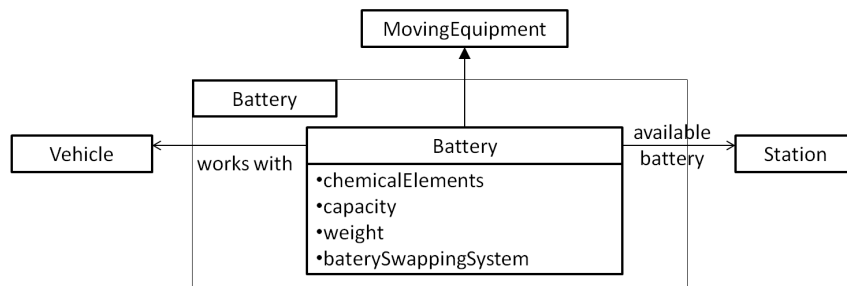 MovingEquipment
Battery
Vehicle
works with
Battery
available
battery
Station
•chemicalElements
•capacity
•weight
•baterySwappingSystem